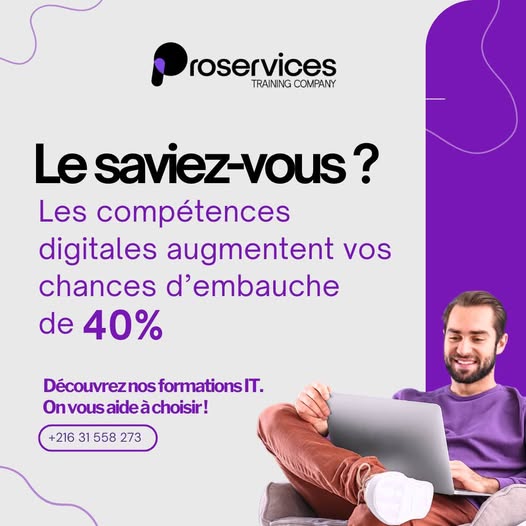 Proservices
TRAINING COMPANY
Le saviez-vous ?
Les compétences
digitales augmentent vos
chances d’embauche
de 40%
Découvrez nos formations IT.
On vous aide à choisir !
+216 31 558 273